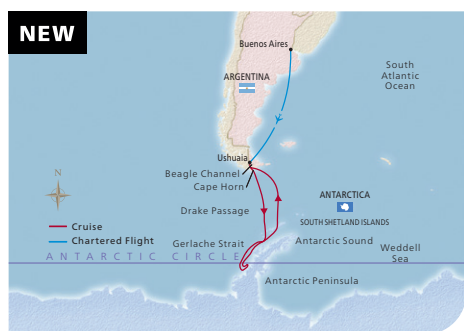 NEW
Buenos Aires
South
Atlantic
Ocean
ARGENTINA
Ushuaia
Beagle Channel
Cape Horn
N
ANTARCTICA
Drake Passage
SOUTH SHETLAND ISLANDS
Cruise
Chartered Flight
Gerlache Strait
Antarctic Sound
Weddell
Sea
ANTARCTIC CIRCLE
Antarctic Peninsula